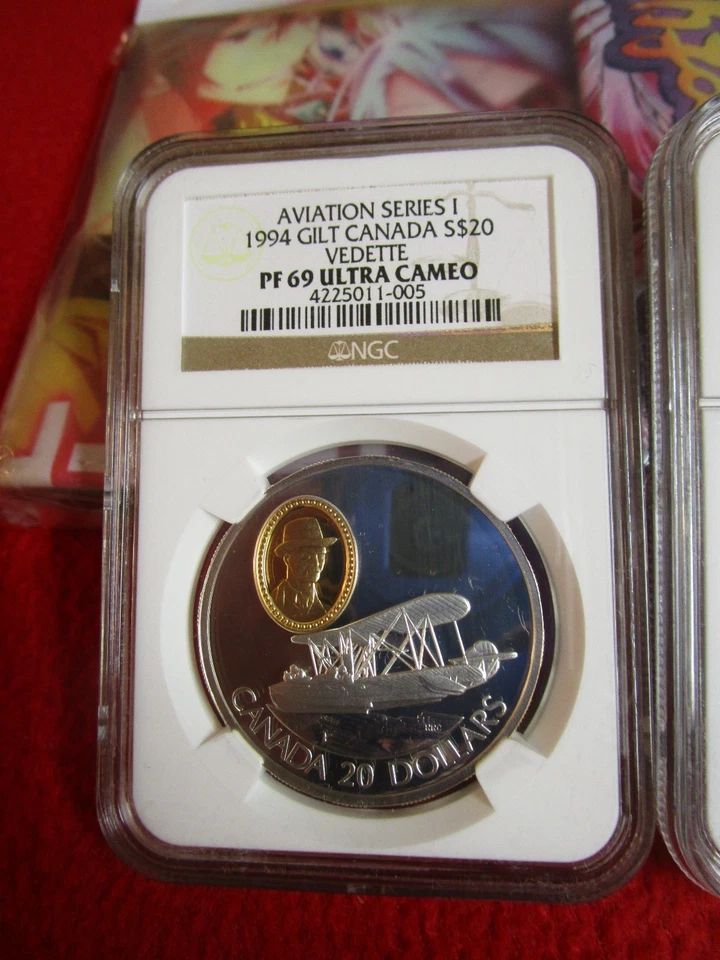 AVIATION SERIES I
1994 GILT CANADA S$20
VEDETTE
PF 69 ULTRA CAMEO
4225011-005
NGC
CANADA 20 DOLLARS